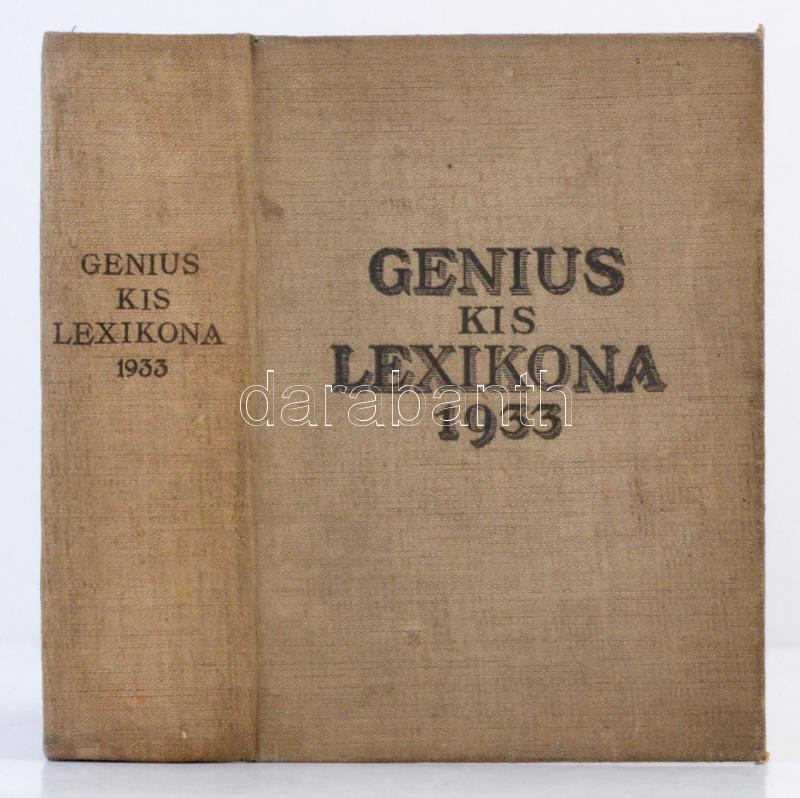 GENIUS
KIS
LEXIKONA
1933
GENIUS
KIS
LEXIKONA
1933
darabanth